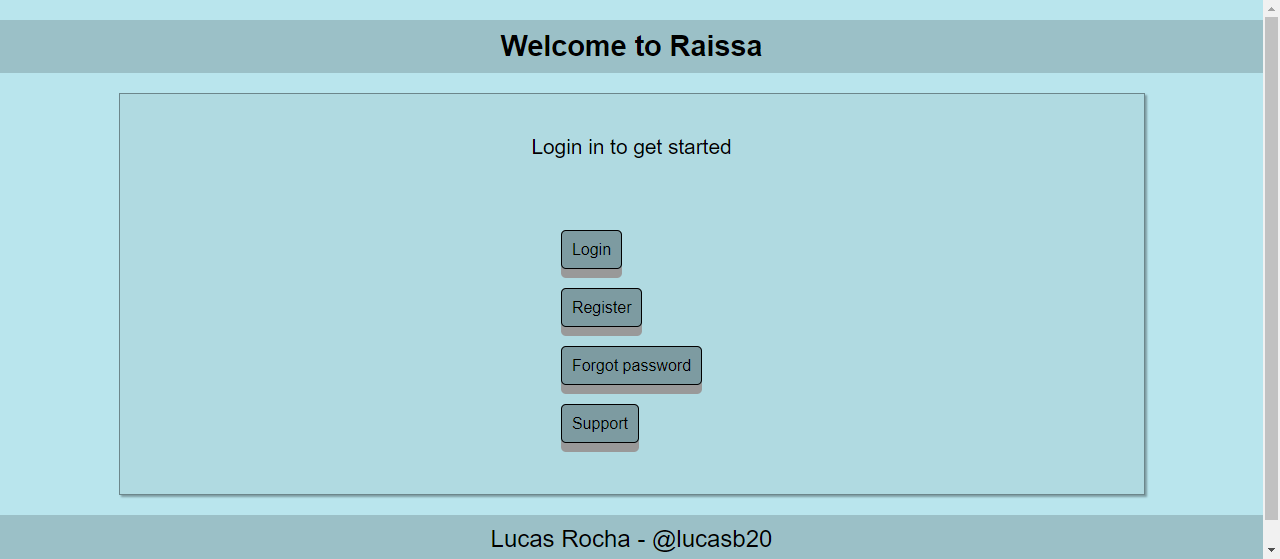 Welcome to Raissa
Login in to get started
Login
Register
Forgot password
Support
Lucas Rocha - @lucasb20